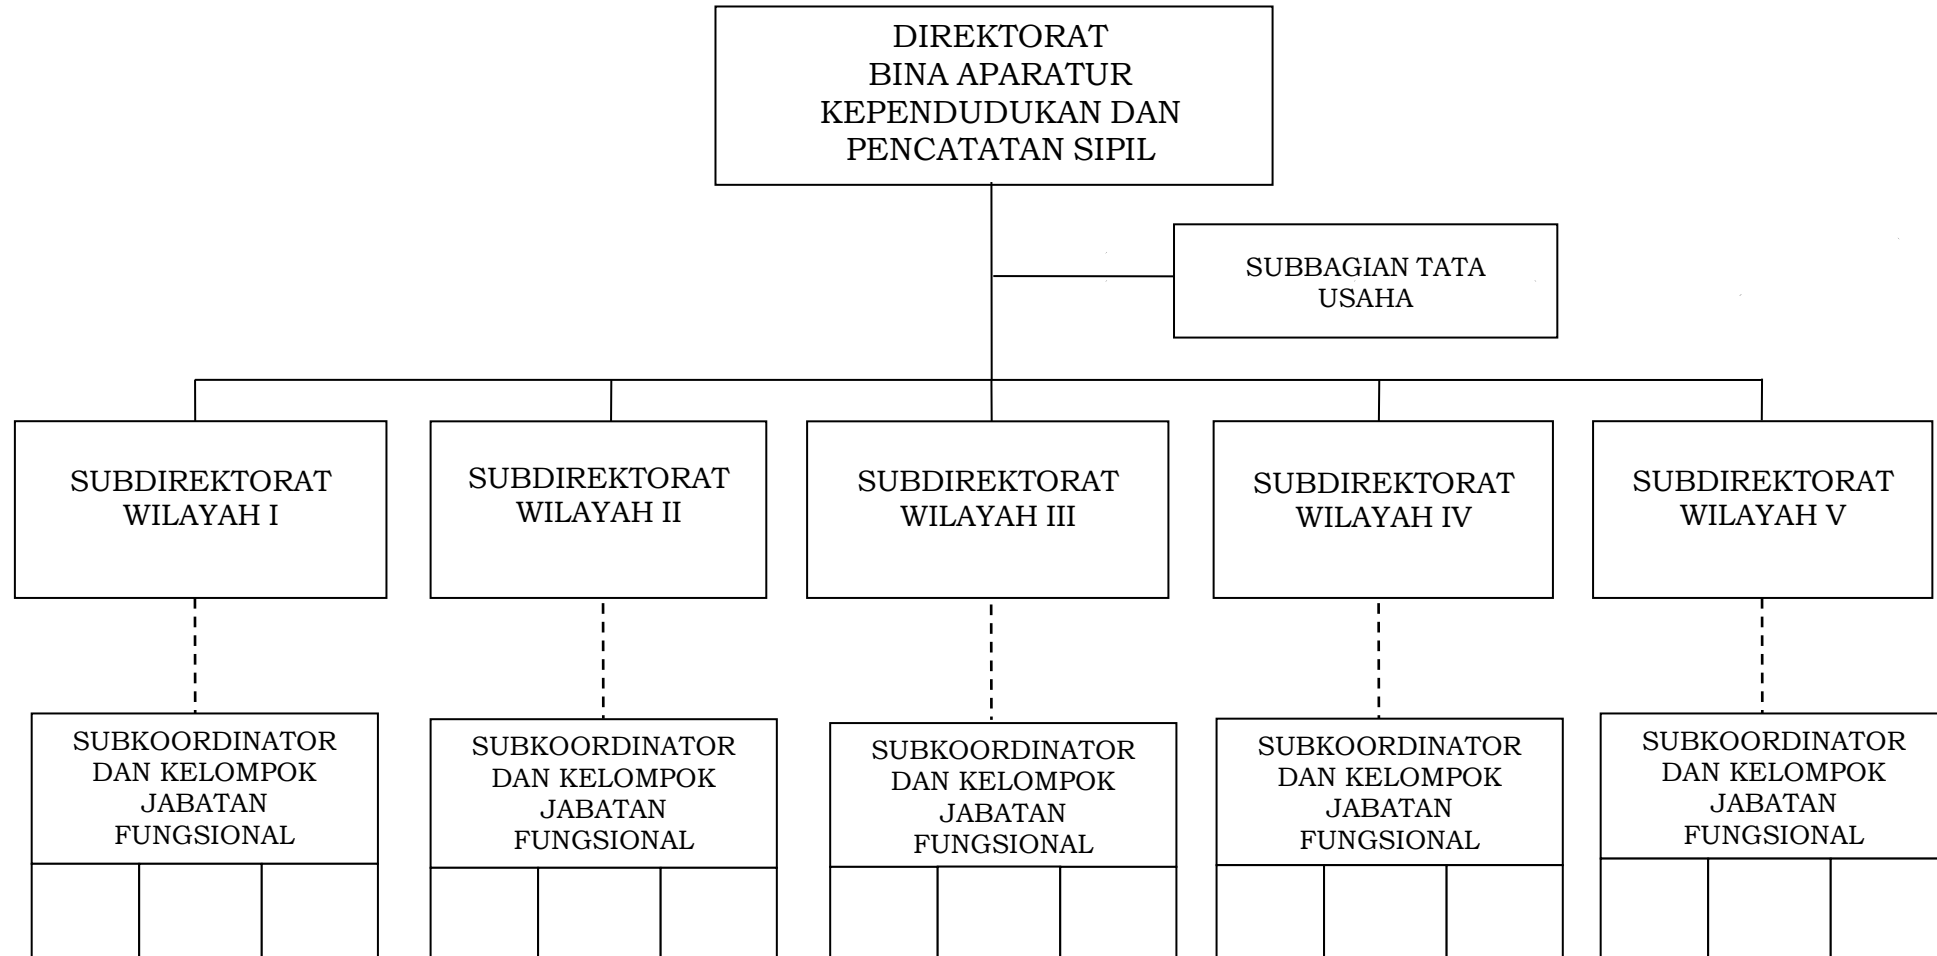 DIREKTORAT
BINA APARATUR
KEPENDUDUKAN DAN
PENCATATAN SIPIL
SUBBAGIAN TATA
USAHA
SUBDIREKTORAT
WILAYAH I
SUBDIREKTORAT
WILAYAH II
SUBDIREKTORAT
WILAYAH III
SUBDIREKTORAT
WILAYAH IV
SUBDIREKTORAT
WILAYAH V
SUBKOORDINATOR
DAN KELOMPOK
JABATAN
FUNGSIONAL
SUBKOORDINATOR
DAN KELOMPOK
JABATAN
FUNGSIONAL
SUBKOORDINATOR
DAN KELOMPOK
JABATAN
FUNGSIONAL
SUBKOORDINATOR
DAN KELOMPOK
JABATAN
FUNGSIONAL
SUBKOORDINATOR
DAN KELOMPOK
JABATAN
FUNGSIONAL